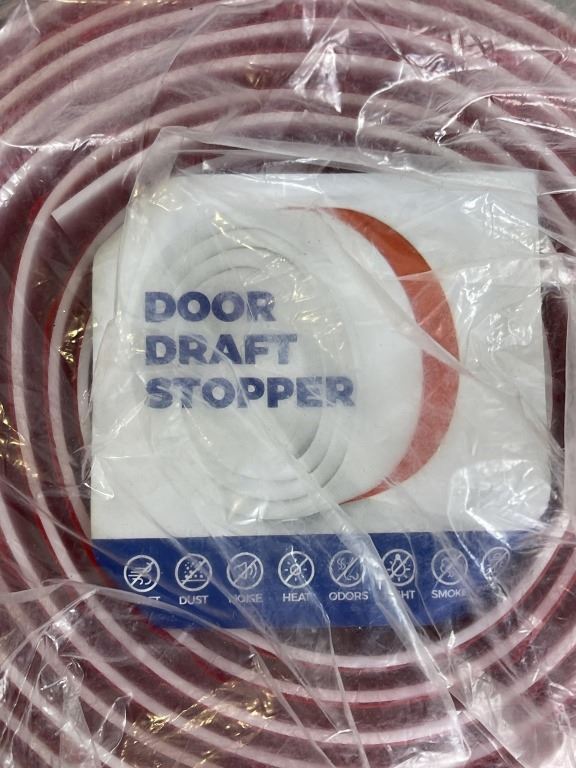 DOOR
DRAFT
STOPPER
DUST NOISE HEAT ODORS SMOKE